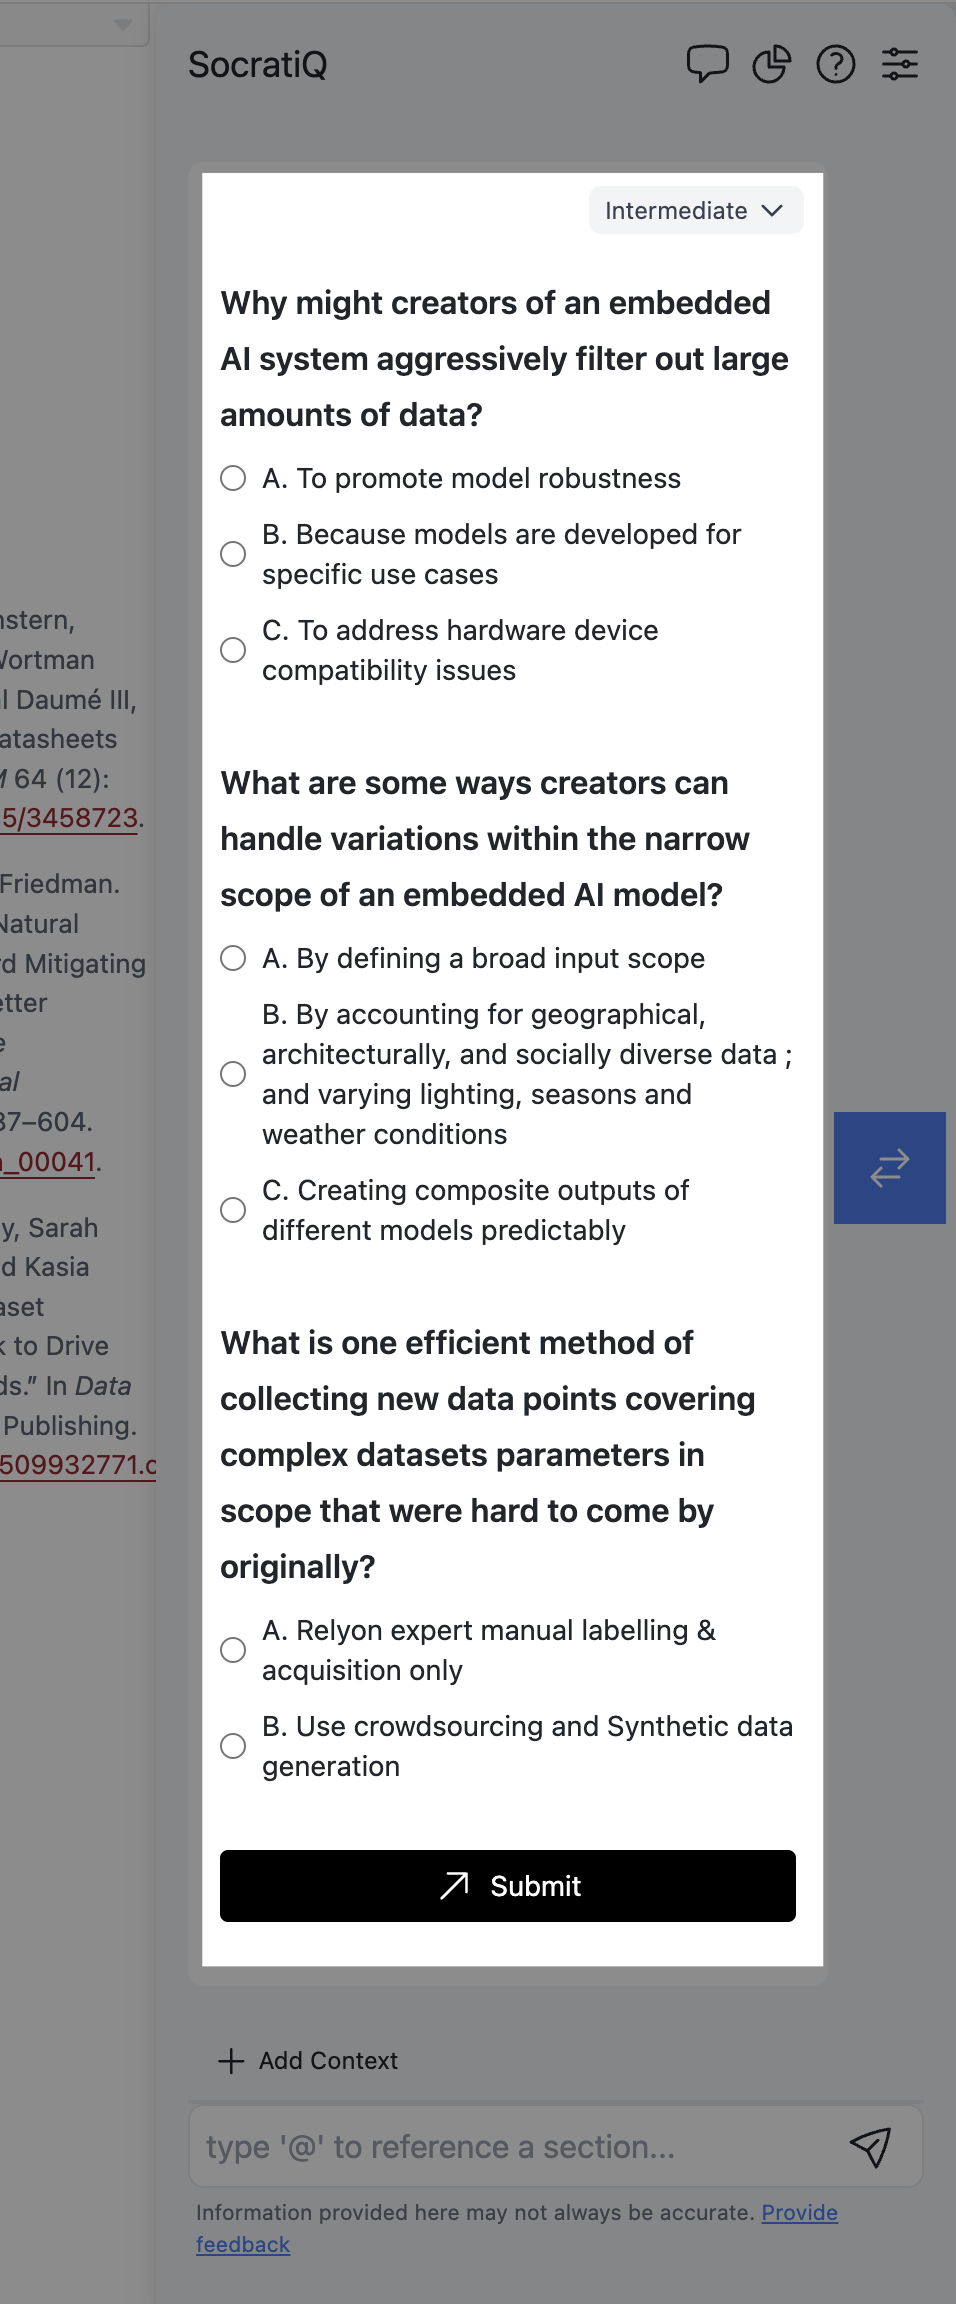 SocratiQ
Intermediate
Why might creators of an embedded
AI system aggressively filter out large
amounts of data?
A. To promote model robustness
B. Because models are developed for
specific use cases
C. To address hardware device
compatibility issues
What are some ways creators can
handle variations within the narrow
scope of an embedded AI model?
A. By defining a broad input scope
B. By accounting for geographical,
architecturally, and socially diverse data ;
and varying lighting, seasons and
weather conditions
C. Creating composite outputs of
different models predictably
What is one efficient method of
collecting new data points covering
complex datasets parameters in
scope that were hard to come by
originally?
A. Relyon expert manual labelling &
acquisition only
B. Use crowdsourcing and Synthetic data
generation
Submit
Add Context
type '@' to reference a section...
Information provided here may not always be accurate. Provide
feedback
nstern,
Wortman
al Daumé III,
atasheets
M 64 (12):
5/3458723.
Friedman.
Natural
rd Mitigating
etter
e
al
87–604.
a_00041.
y, Sarah
d Kasia
aset
k to Drive
ds.” In Data
Publishing.
509932771.c